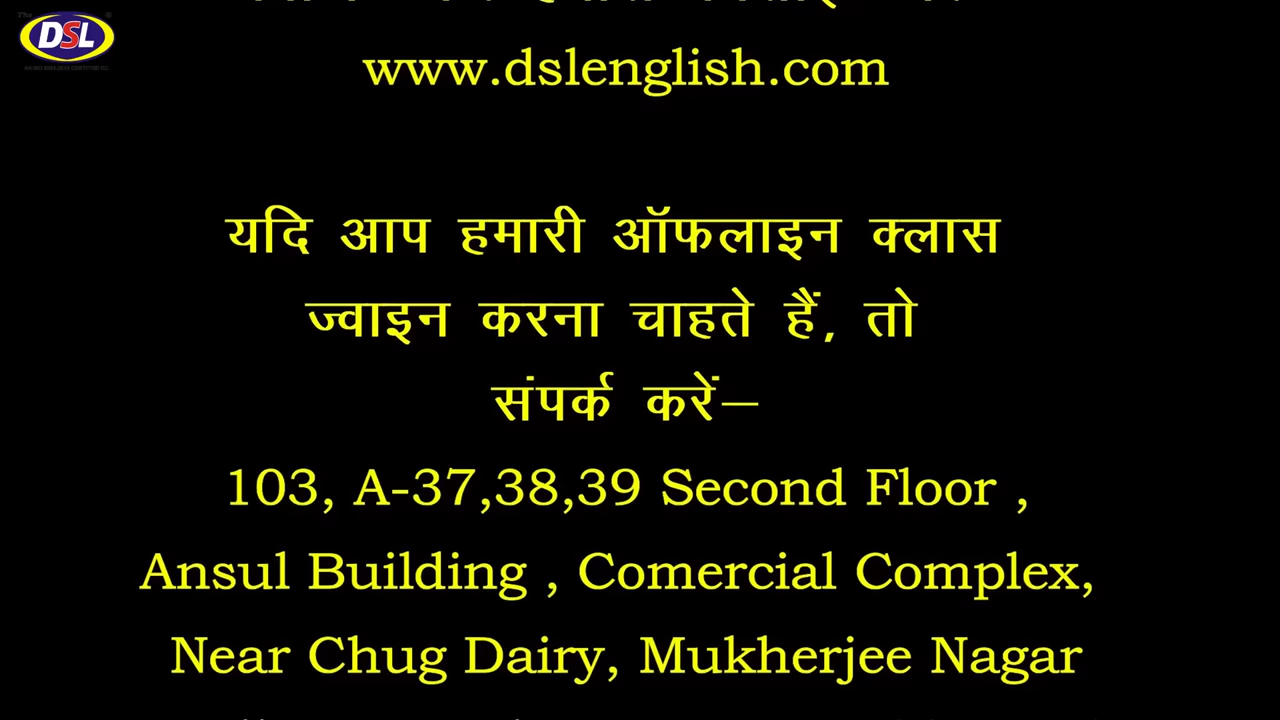 DSL
www.dslenglish.com
यदि आप हमारी ऑफलाइन क्लास
ज्वाइन करना चाहते हैं, तो
संपर्क करें–
103, A-37,38,39 Second Floor ,
Ansul Building , Comercial Complex,
Near Chug Dairy, Mukherjee Nagar